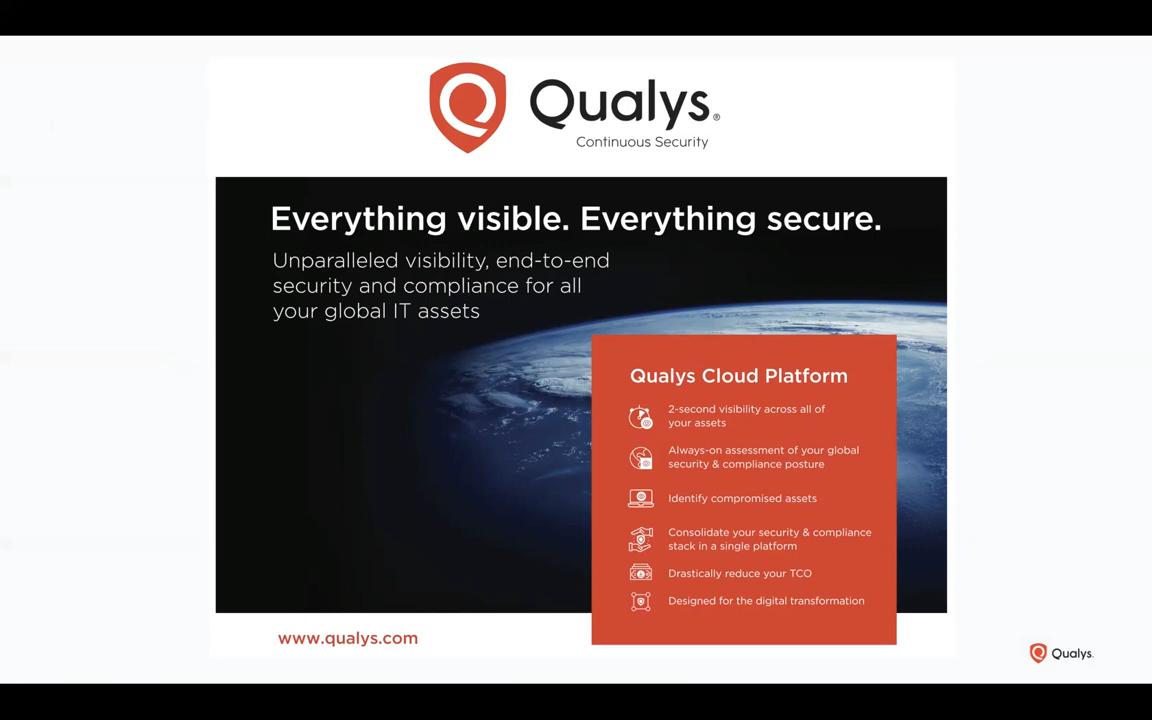 Qualys®
Continuous Security
Everything visible. Everything secure.
Unparalleled visibility, end-to-end
security and compliance for all
your global IT assets
Qualys Cloud Platform
2-second visibility across all of
your assets
Always-on assessment of your global
security & compliance posture
Identify compromised assets
Consolidate your security & compliance
stack in a single platform
Drastically reduce your TCO
Designed for the digital transformation
www.qualys.com
Qualys.